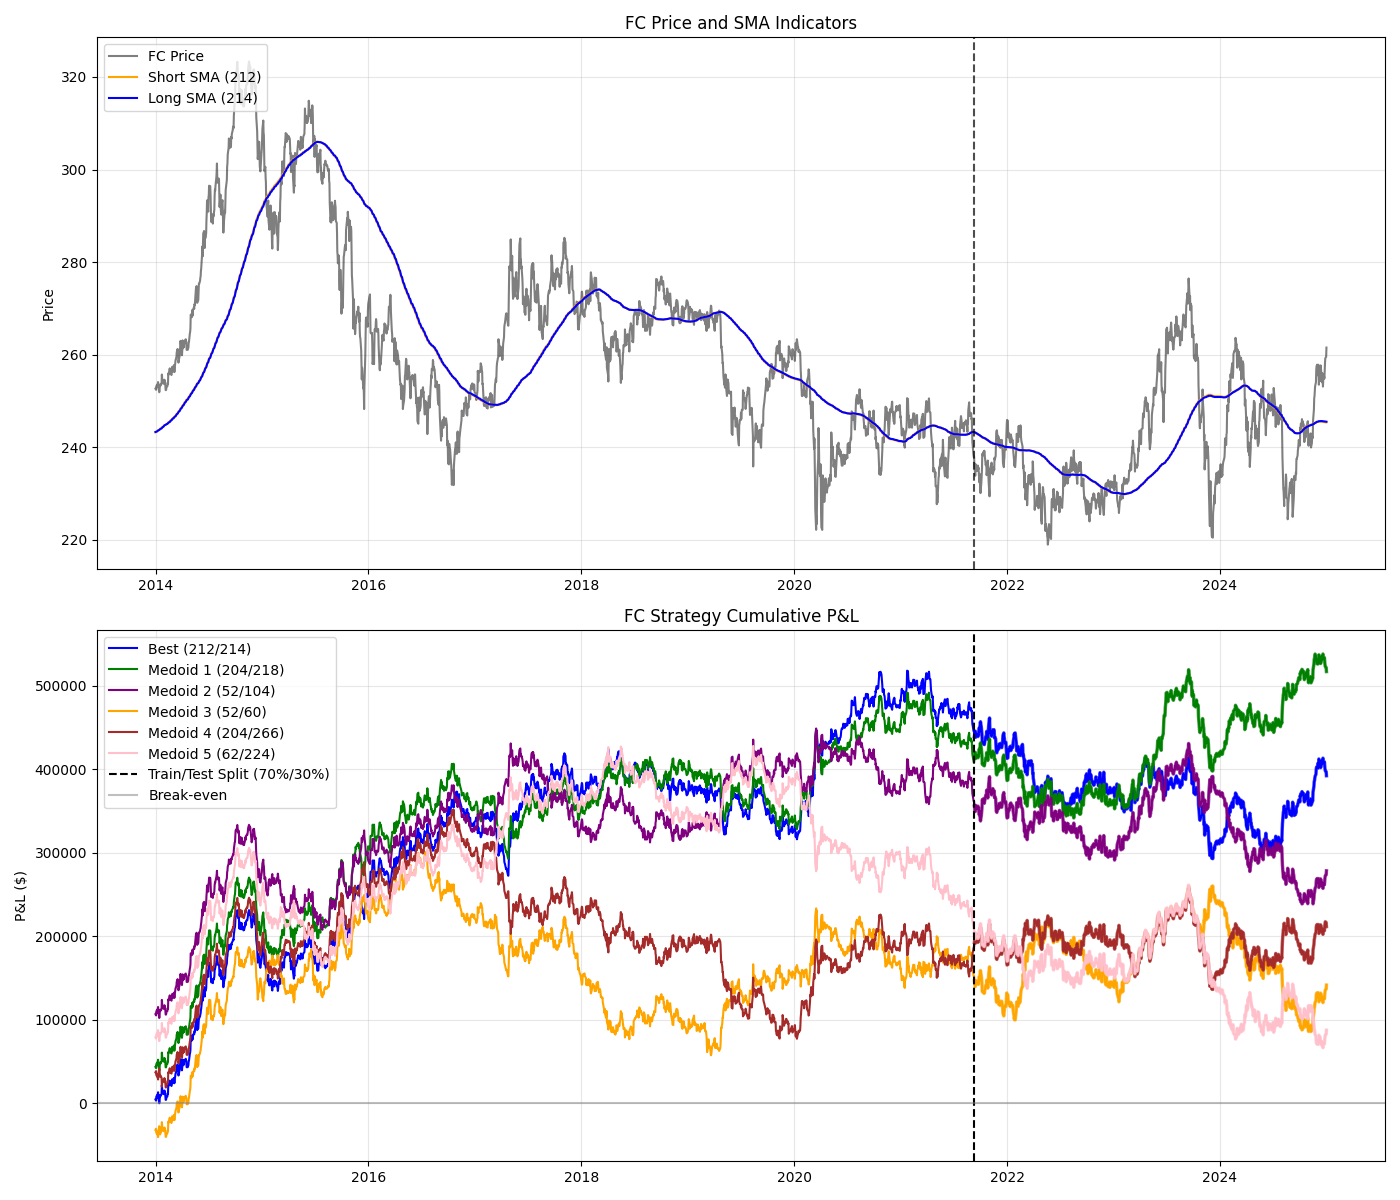 FC Price and SMA Indicators
FC Price
Short SMA (212)
Long SMA (214)
320
300
280
260
240
220
Price
2014 2016 2018 2020 2022 2024
FC Strategy Cumulative P&L
Best (212/214)
Medoid 1 (204/218)
Medoid 2 (52/104)
Medoid 3 (52/60)
Medoid 4 (204/266)
Medoid 5 (62/224)
Train/Test Split (70%/30%)
Break-even
500000
400000
300000
200000
100000
0
P&L ($)
2014 2016 2018 2020 2022 2024